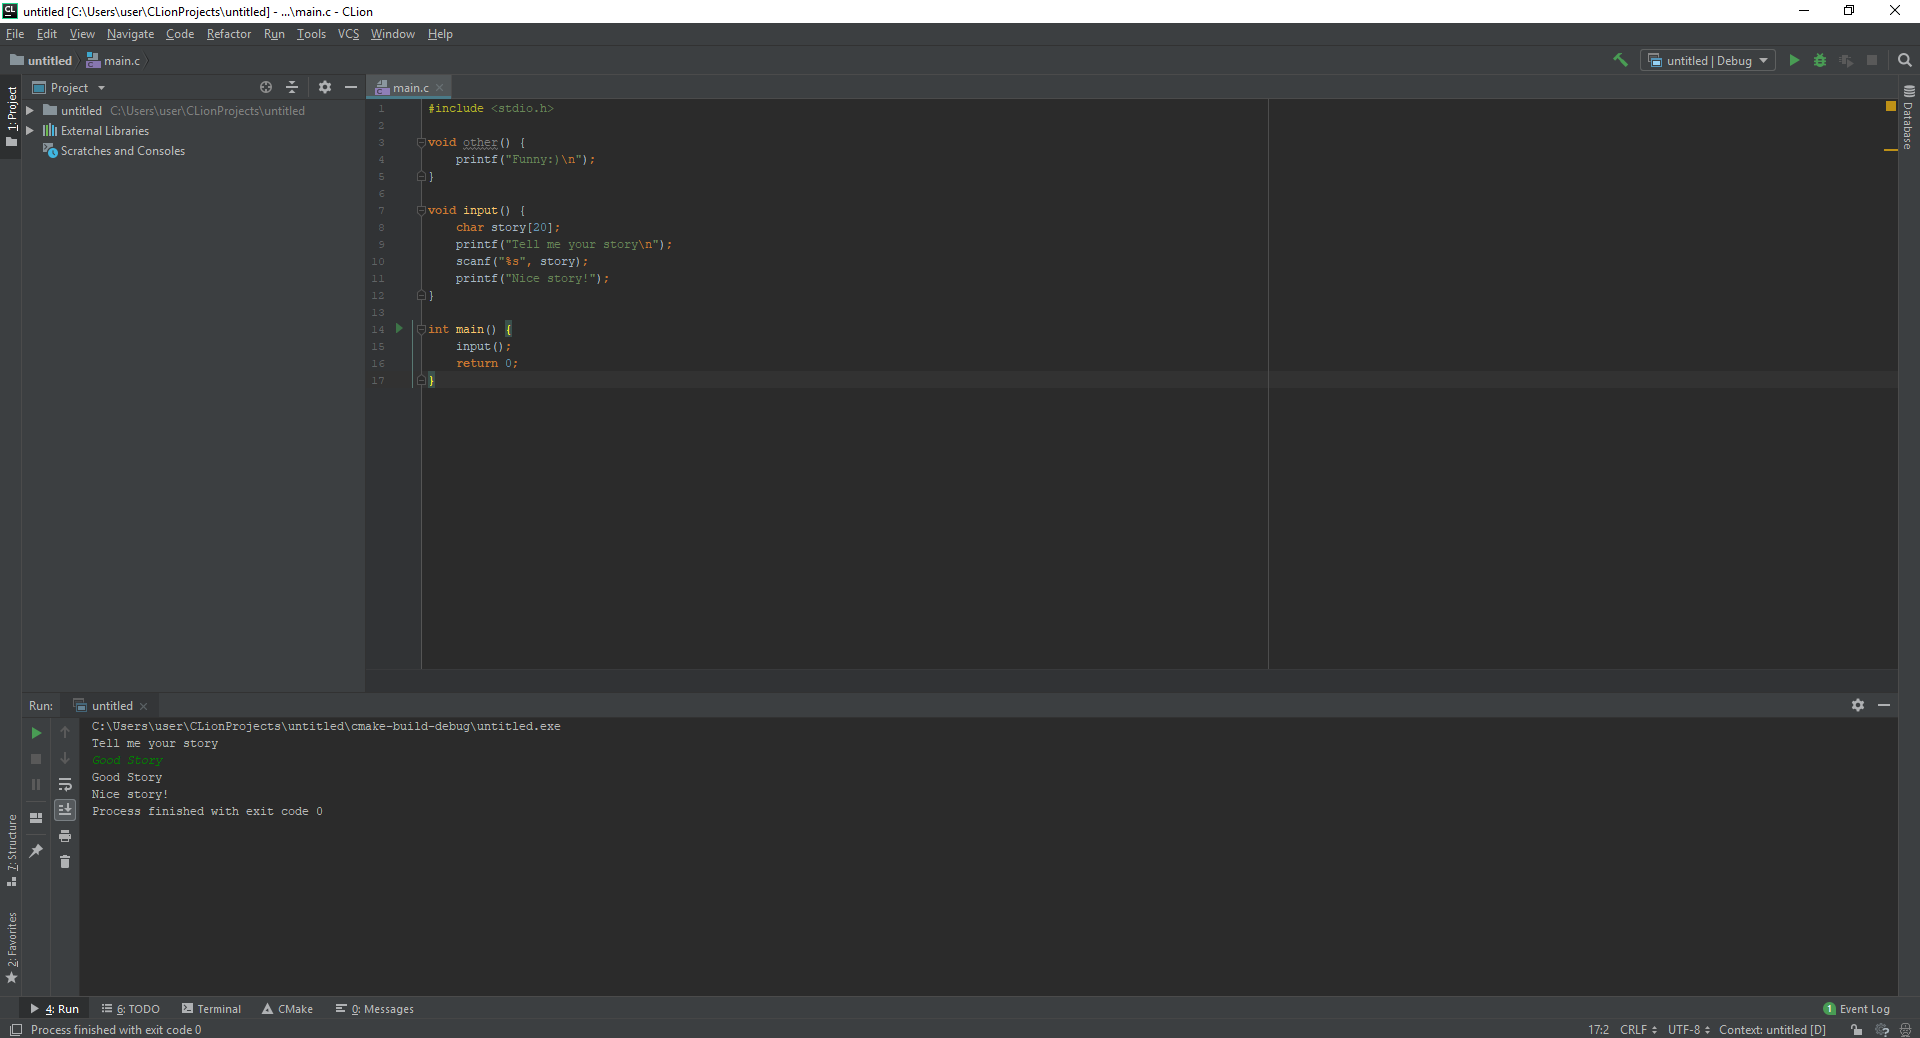 untitled [C:\Users\user\CLionProjects\untitled] - ...\main.c - CLion
File Edit View Navigate Code Refactor Run Tools VCS Window Help
untitled main.c
untitled | Debug
1: Project
Project
untitled C:\Users\user\CLionProjects\untitled
External Libraries
Scratches and Consoles
main.c
1 #include <stdio.h>
2
3 void other() {
4     printf("Funny:)\n");
5 }
6
7 void input() {
8     char story[20];
9     printf("Tell me your story\n");
10     scanf("%s", story);
11     printf("Nice story!");
12 }
13
14 int main() {
15     input();
16     return 0;
17 }
Database
Run: untitled
C:\Users\user\CLionProjects\untitled\cmake-build-debug\untitled.exe
Tell me your story
Good Story
Good Story
Nice story!
Process finished with exit code 0
7: Structure
2: Favorites
4: Run 6: TODO Terminal CMake 0: Messages
1 Event Log
Process finished with exit code 0
17:2 CRLF UTF-8 Context: untitled [D]